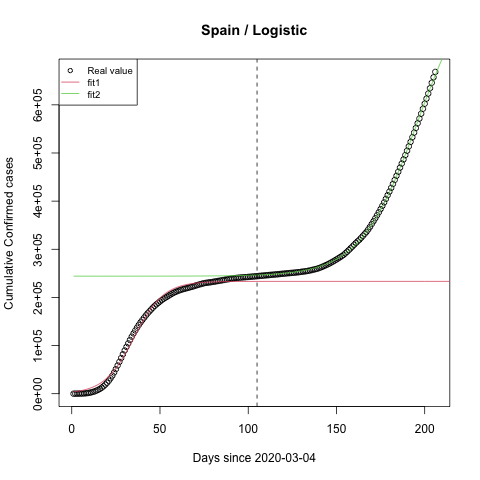 Spain / Logistic
Real value
fit1
fit2
Cumulative Confirmed cases
0e+00 1e+05 2e+05 3e+05 4e+05 5e+05 6e+05
0 50 100 150 200
Days since 2020-03-04